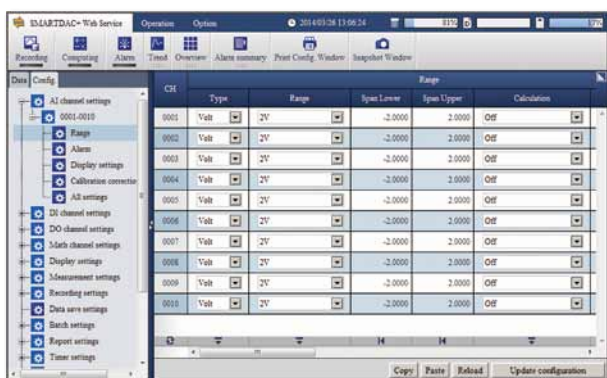 SMARTDAC+ Web Service Operation Option 2014/03/26 13:06:24 81%
Recording Computing Alarm Trend Overview Alarm summary Print Config. Window Snapshot Window
Data Config.
AI channel settings
0001-0010
Range
Alarm
Display settings
Calibration correctio
All settings
DI channel settings
DO channel settings
Math channel settings
Display settings
Measurement settings
Recording settings
Data save settings
Batch settings
Report settings
Timer settings
CH Range
Type Range Span Lower Span Upper Calculation
0001 Volt 2V -2.0000 2.0000 Off
0002 Volt 2V -2.0000 2.0000 Off
0003 Volt 2V -2.0000 2.0000 Off
0004 Volt 2V -2.0000 2.0000 Off
0005 Volt 2V -2.0000 2.0000 Off
0006 Volt 2V -2.0000 2.0000 Off
0007 Volt 2V -2.0000 2.0000 Off
0008 Volt 2V -2.0000 2.0000 Off
0009 Volt 2V -2.0000 2.0000 Off
0010 Volt 2V -2.0000 2.0000 Off
Copy Paste Reload Update configuration